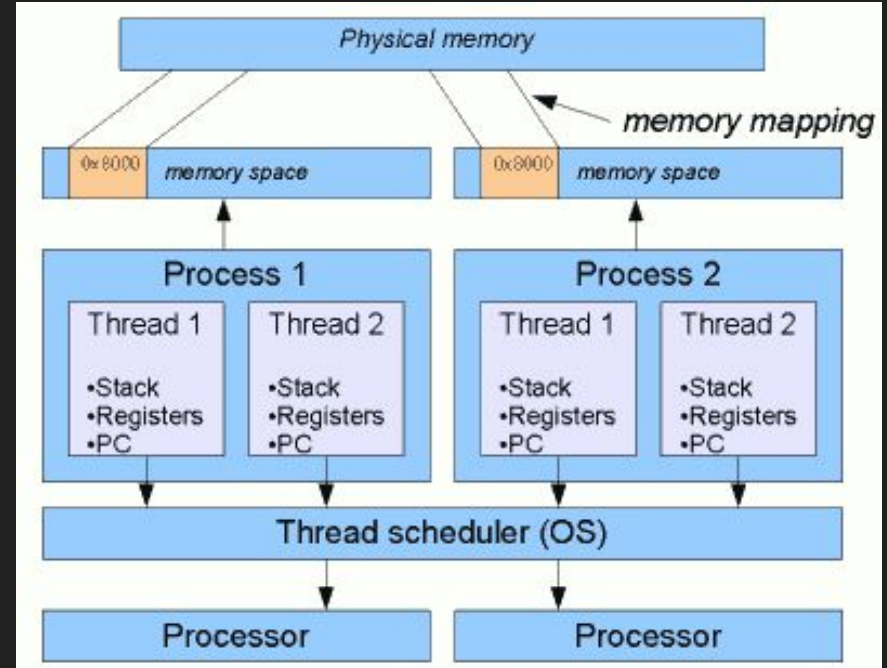 Physical memory
memory mapping
0x8000
memory space
0x8000
memory space
Process 1
Process 2
Thread 1
Thread 2
Thread 1
Thread 2
•Stack
•Stack
•Stack
•Stack
•Registers
•Registers
•Registers
•Registers
•PC
•PC
•PC
•PC
Thread scheduler (OS)
Processor
Processor